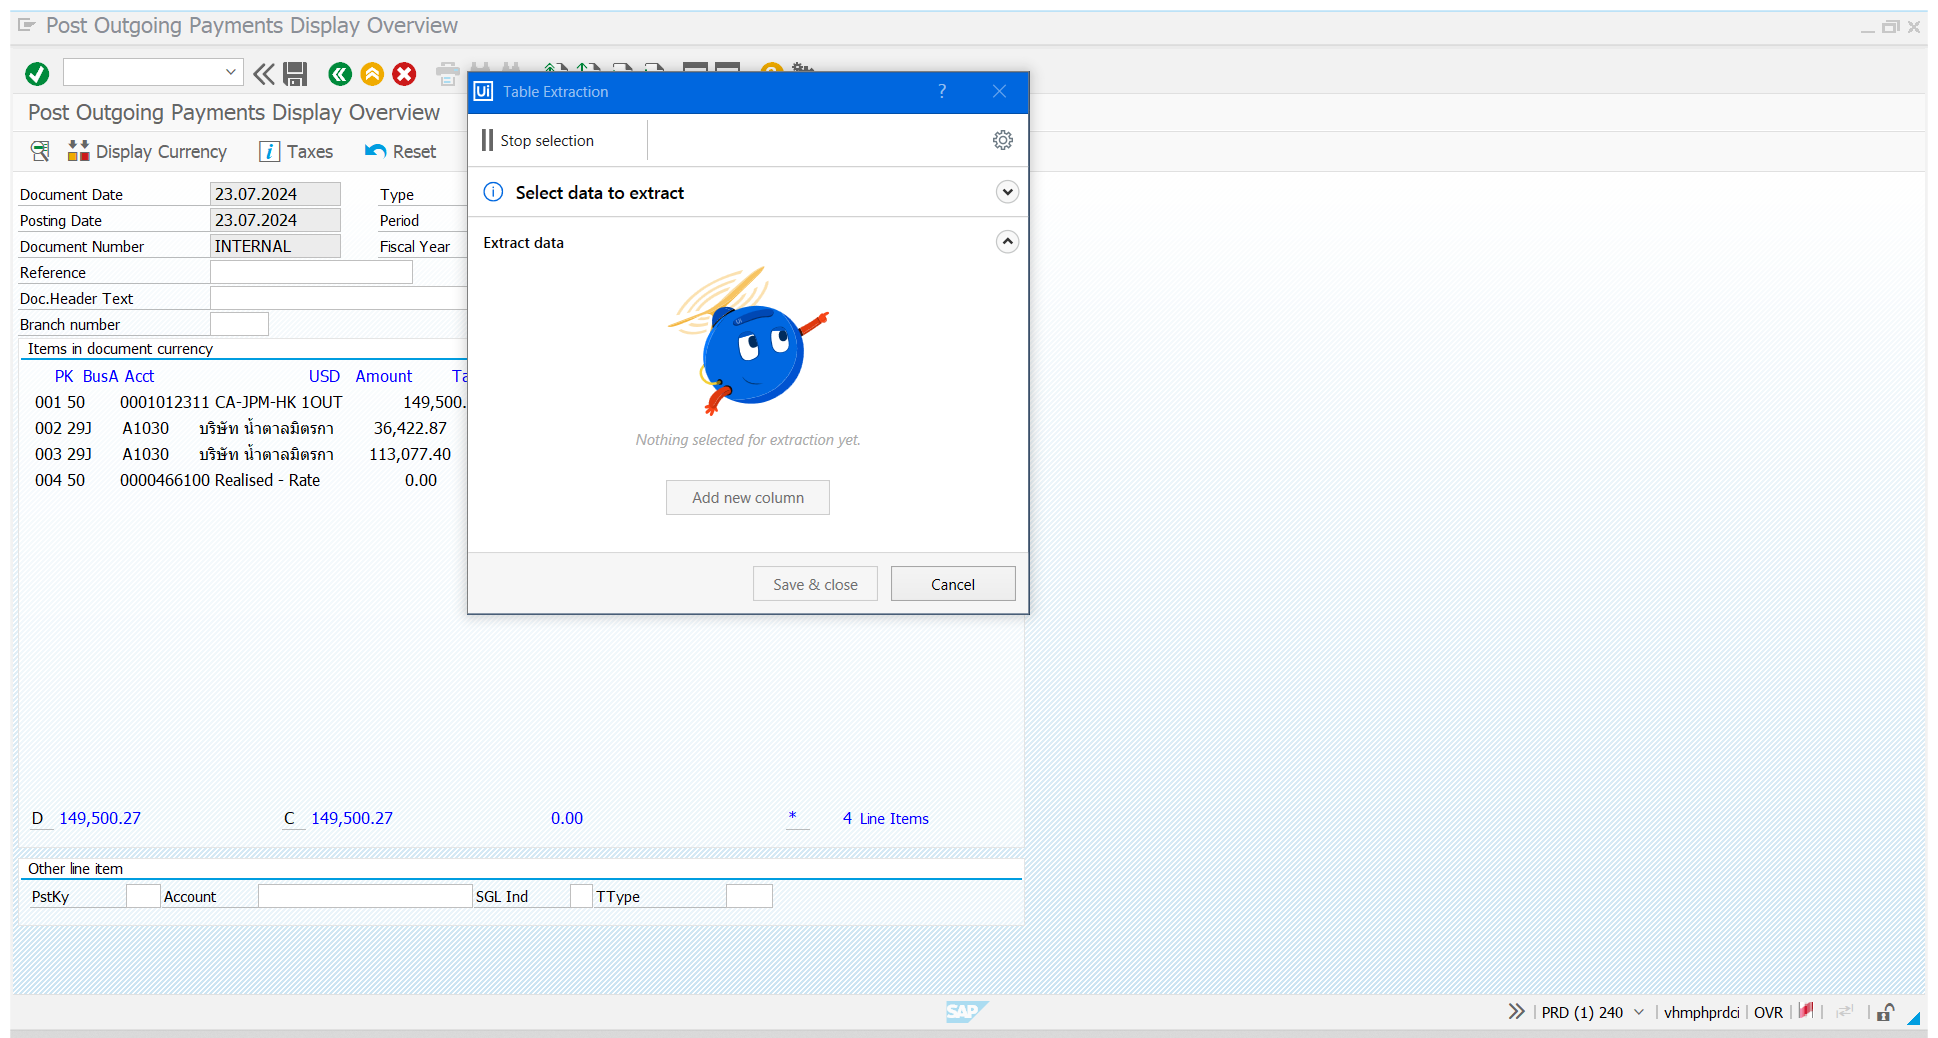 Post Outgoing Payments Display Overview
Post Outgoing Payments Display Overview
Display Currency
i Taxes
Reset
Document Date 23.07.2024 Type
Posting Date 23.07.2024 Period
Document Number INTERNAL Fiscal Year
Reference
Doc.Header Text
Branch number
Items in document currency
PK BusA Acct USD Amount Ta
001 50 0001012311 CA-JPM-HK 1OUT 149,500.
002 29J A1030 บริษัท น้ำตาลมิตรภา 36,422.87
003 29J A1030 บริษัท น้ำตาลมิตรภา 113,077.40
004 50 0000466100 Realised - Rate 0.00
D 149,500.27 C 149,500.27 0.00 * 4 Line Items
Other line item
PstKy Account SGL Ind TType
Ui Table Extraction ?
Stop selection
i Select data to extract
Extract data
Nothing selected for extraction yet.
Add new column
Save & close Cancel
SAP
PRD (1) 240 vhmphprdci OVR